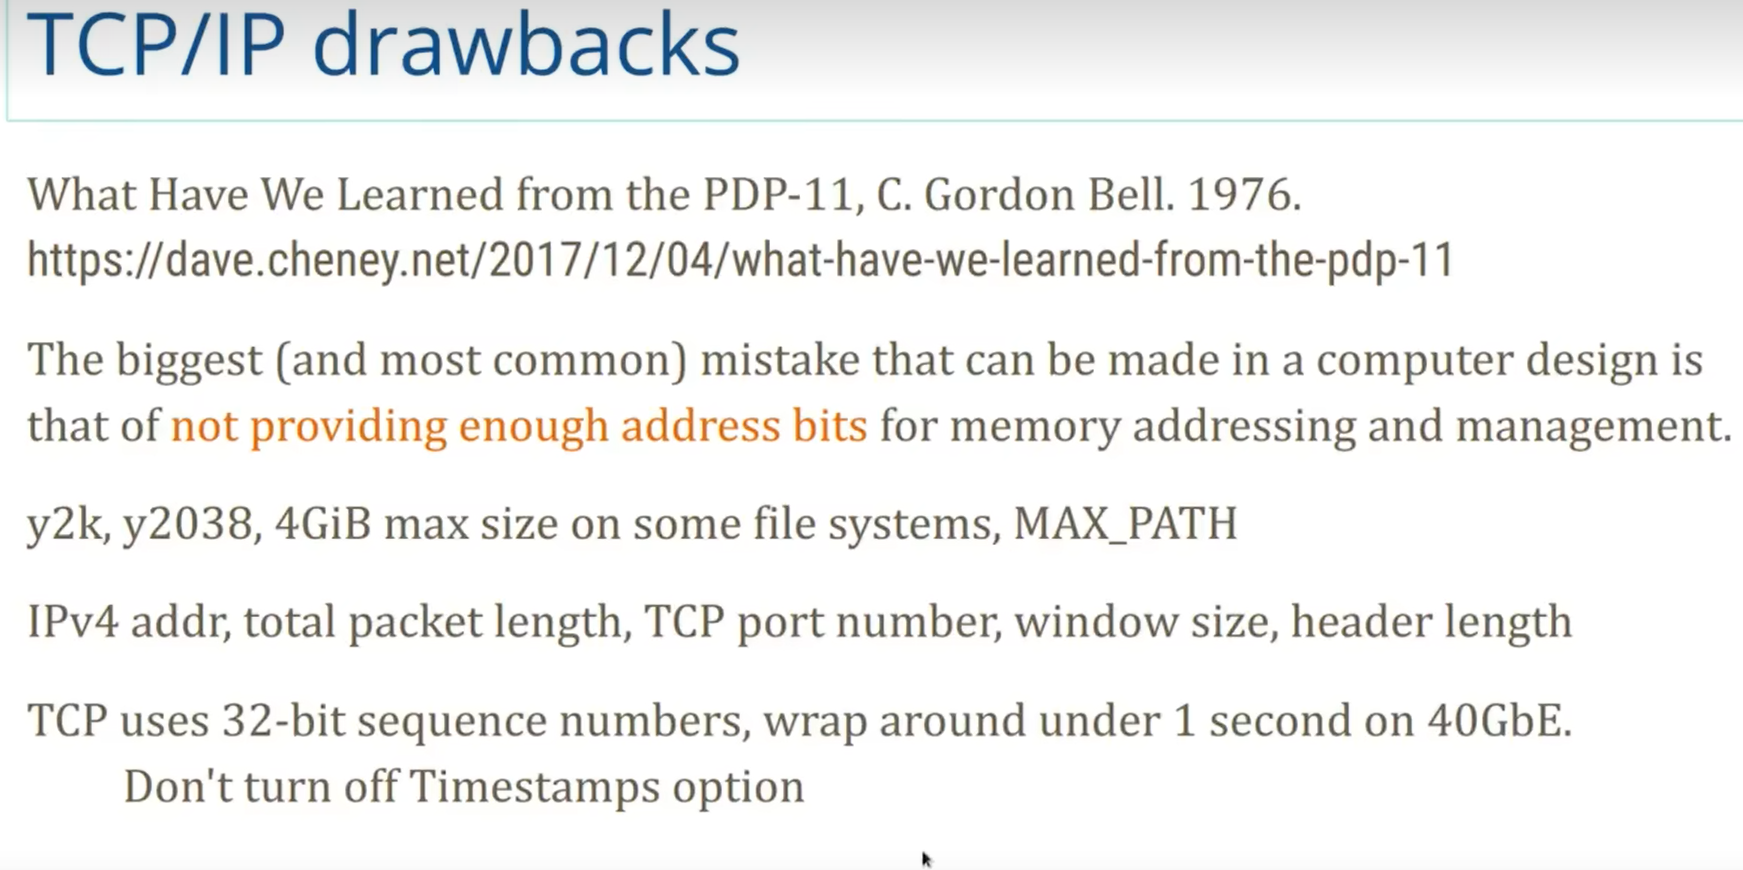 TCP/IP drawbacks
What Have We Learned from the PDP-11, C. Gordon Bell. 1976.
https://dave.cheney.net/2017/12/04/what-have-we-learned-from-the-pdp-11
The biggest (and most common) mistake that can be made in a computer design is
that of not providing enough address bits for memory addressing and management.
y2k, y2038, 4GiB max size on some file systems, MAX_PATH
IPv4 addr, total packet length, TCP port number, window size, header length
TCP uses 32-bit sequence numbers, wrap around under 1 second on 40GbE.
Don't turn off Timestamps option